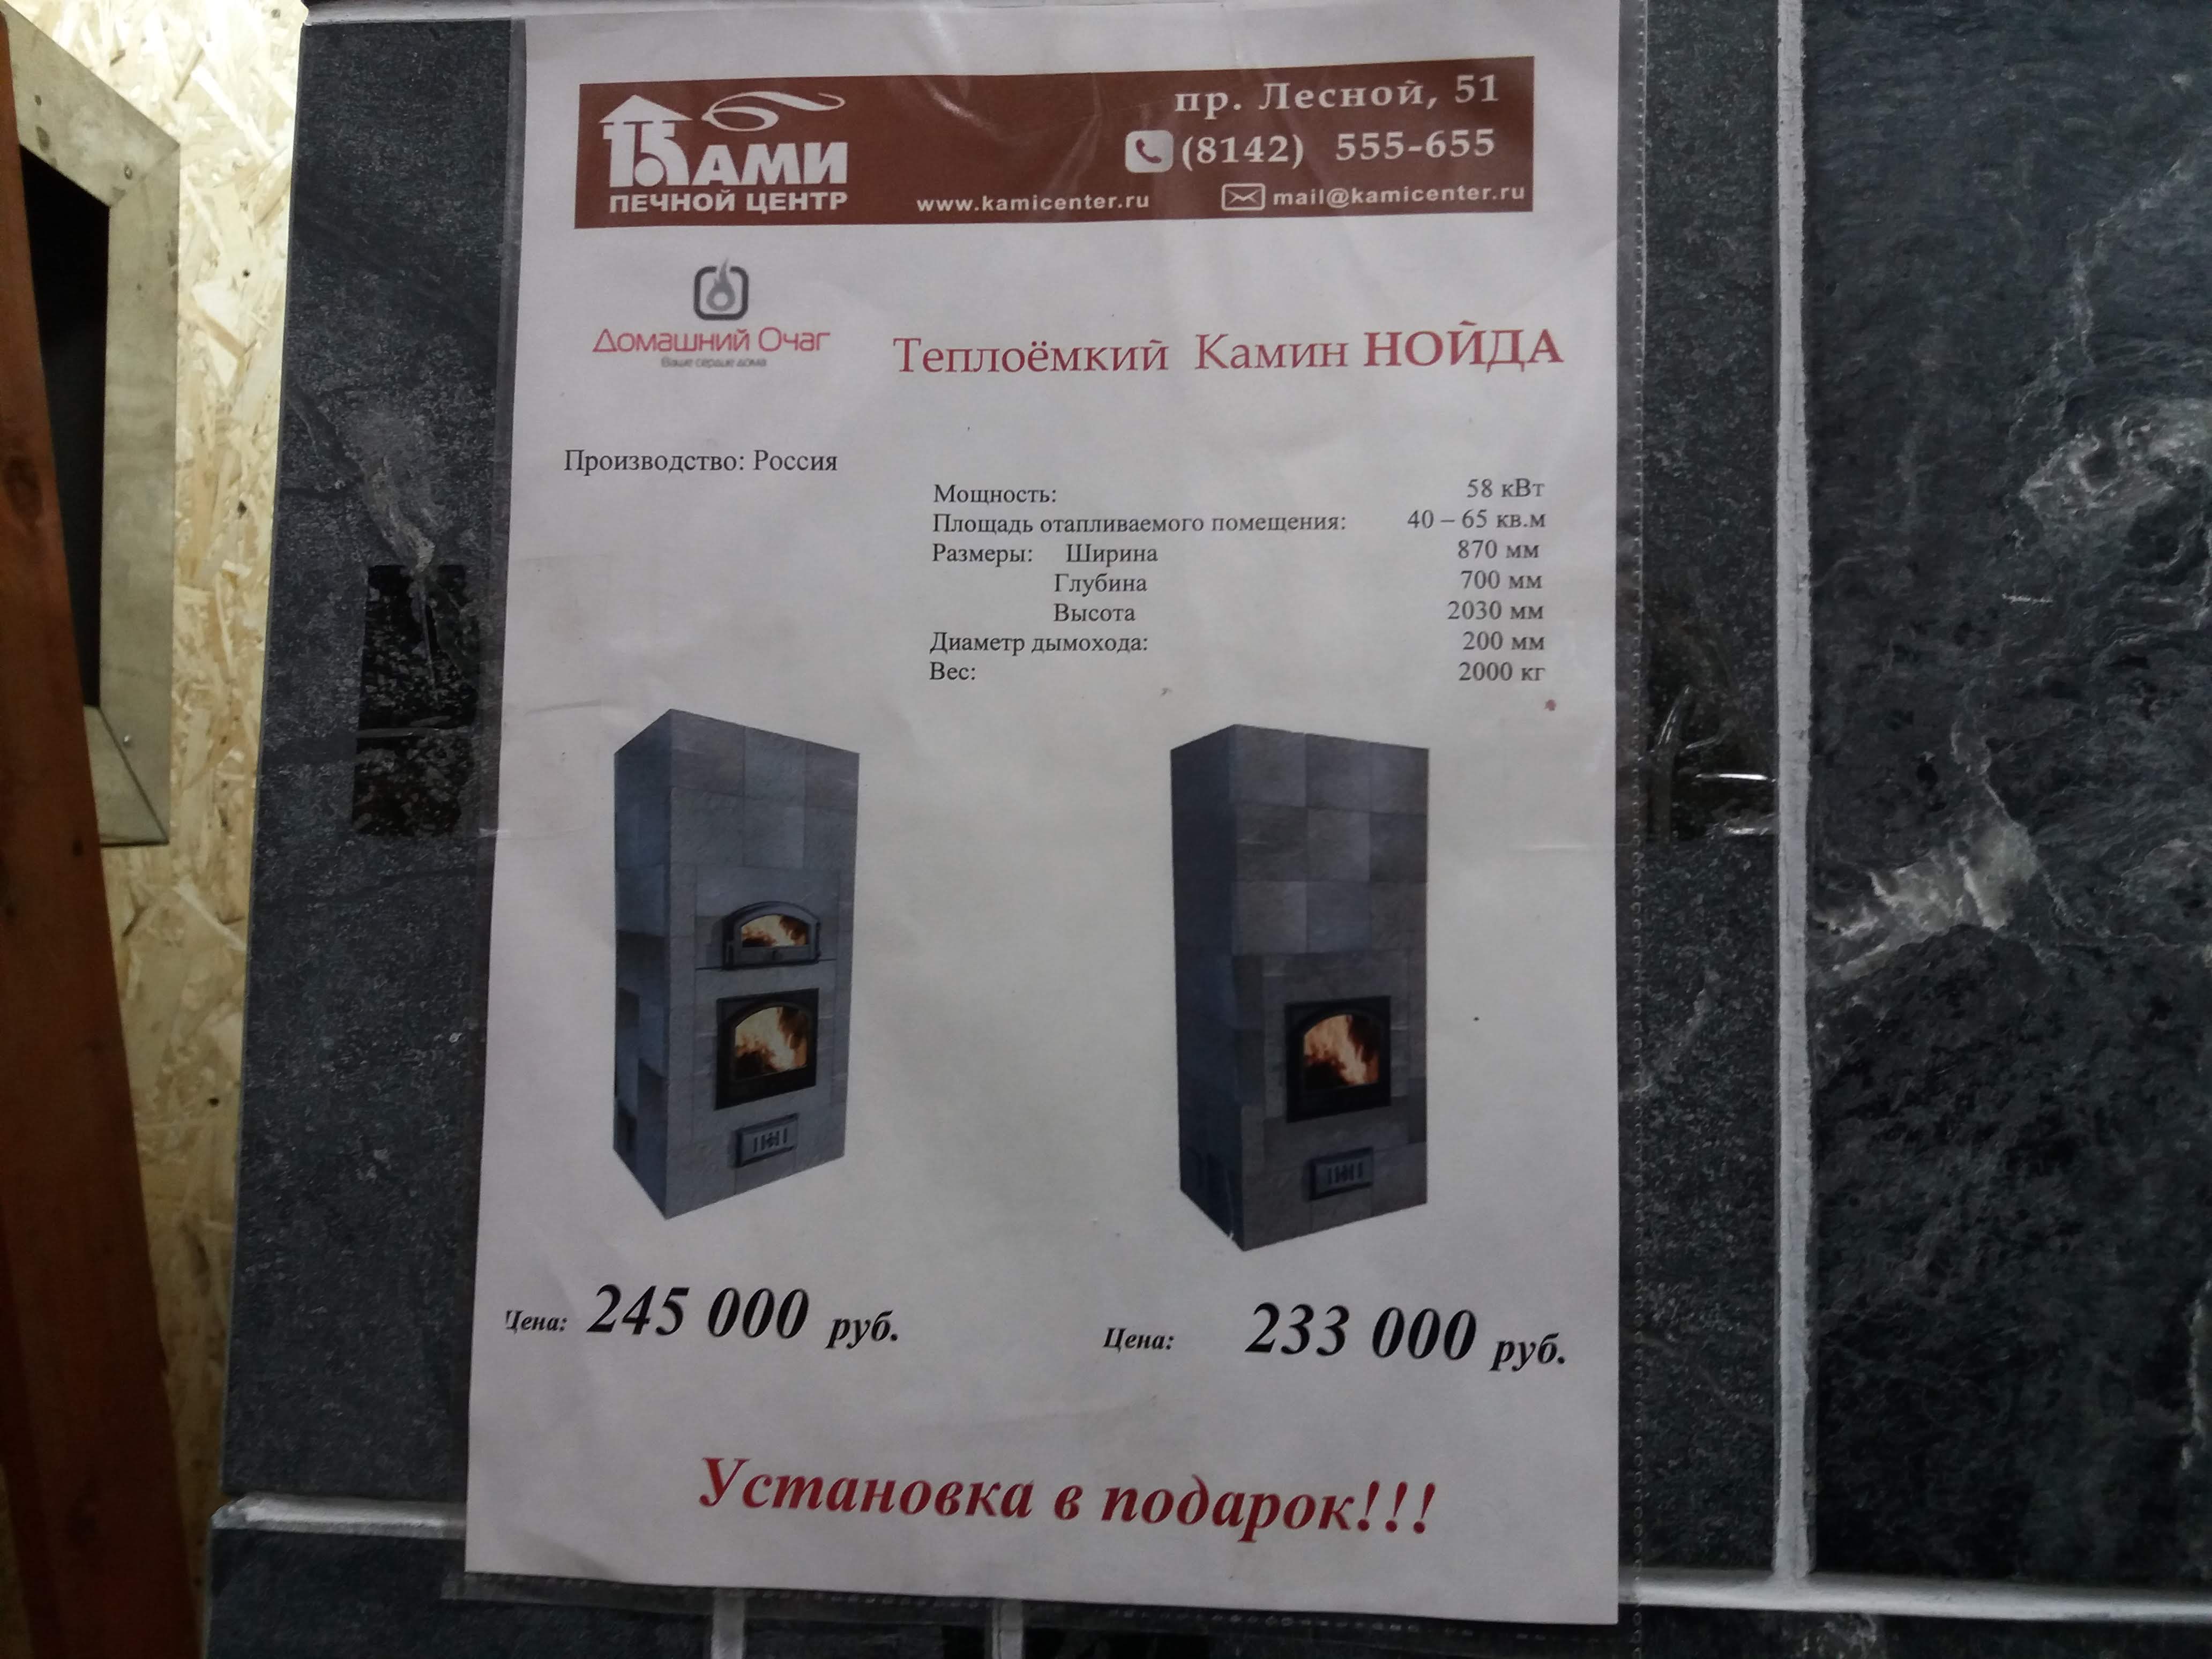 КАМИ
ПЕЧНОЙ ЦЕНТР
пр. Лесной, 51
(8142) 555-655
www.kamicenter.ru
mail@kamicenter.ru
Домашний Очаг
Ваше сердце дома
Теплоёмкий Камин НОЙДА
Производство: Россия
Мощность: 58 кВт
Площадь отапливаемого помещения: 40 – 65 кв.м
Размеры: Ширина 870 мм
Глубина 700 мм
Высота 2030 мм
Диаметр дымохода: 200 мм
Вес: 2000 кг
Цена: 245 000 руб.
Цена: 233 000 руб.
Установка в подарок!!!